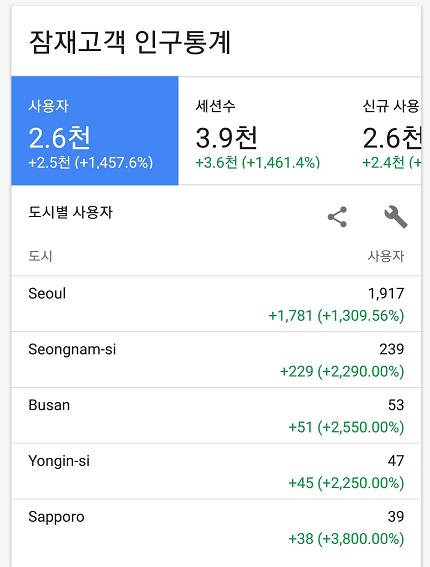 잠재고객 인구통계
사용자 세션수 신규 사용
2.6천 3.9천 2.6천
+2.5천 (+1,457.6%) +3.6천 (+1,461.4%) +2.4천 (+
도시별 사용자
도시 사용자
Seoul 1,917
+1,781 (+1,309.56%)
Seongnam-si 239
+229 (+2,290.00%)
Busan 53
+51 (+2,550.00%)
Yongin-si 47
+45 (+2,250.00%)
Sapporo 39
+38 (+3,800.00%)